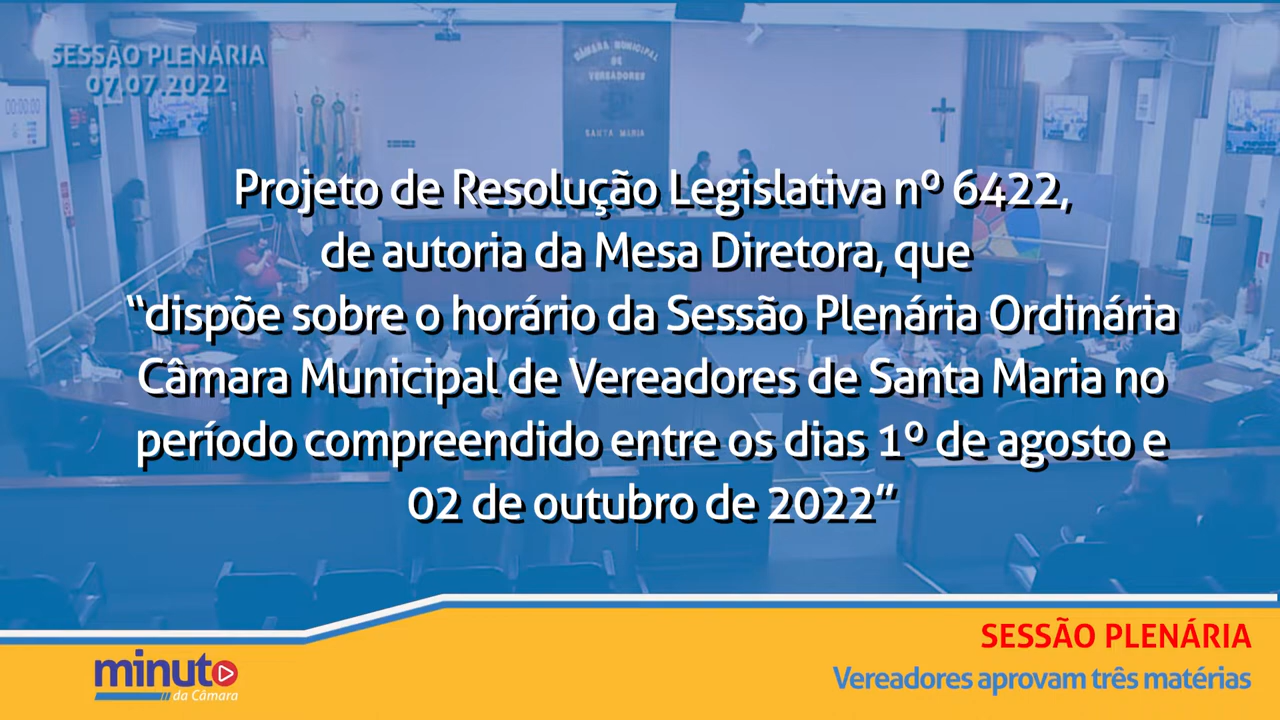 SESSÃO PLENÁRIA
07.07.2022
CÂMARA MUNICIPAL
DE
VEREADORES
SANTA MARIA
00:00:00
Projeto de Resolução Legislativa nº 6422,
de autoria da Mesa Diretora, que
“dispõe sobre o horário da Sessão Plenária Ordinária
Câmara Municipal de Vereadores de Santa Maria no
período compreendido entre os dias 1º de agosto e
02 de outubro de 2022“
SESSÃO PLENÁRIA
Vereadores aprovam três matérias
minuto
da Câmara